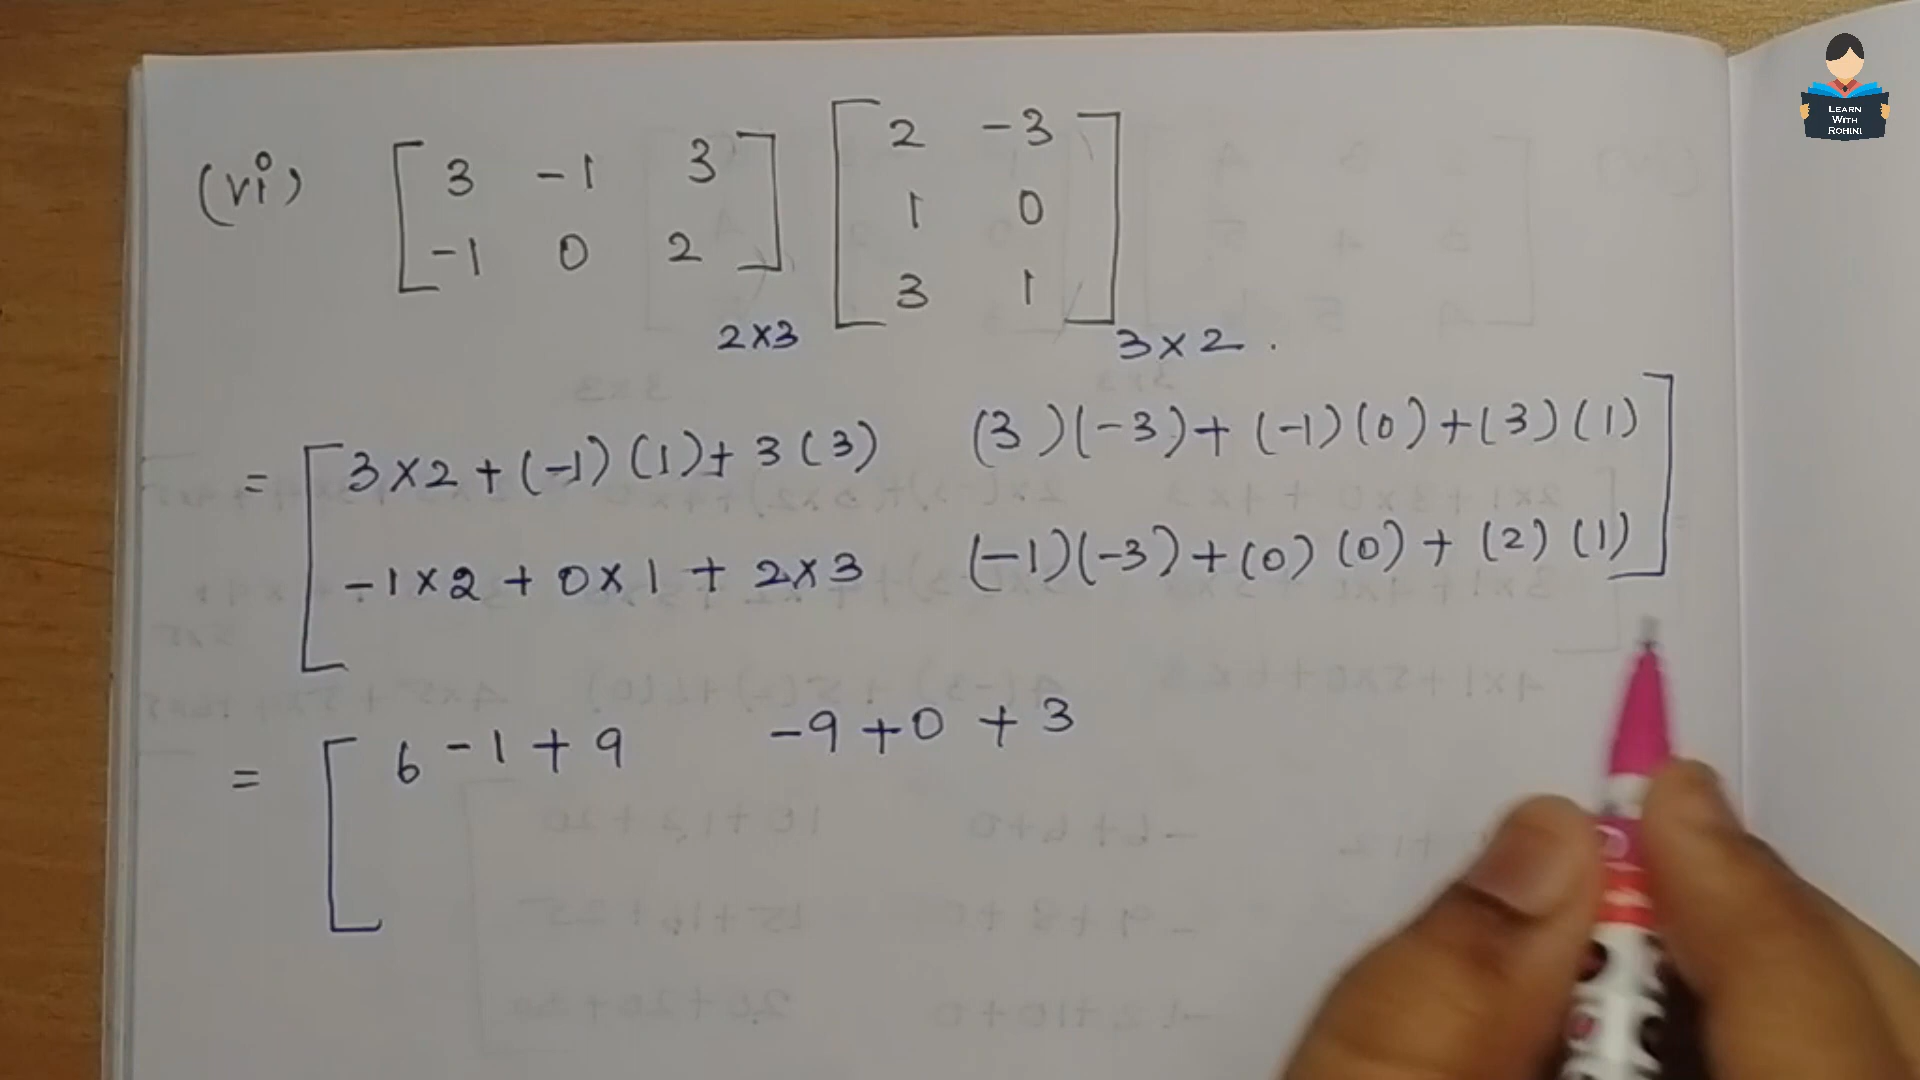 LEARN
WITH
ROHINI
(vi) [ 3 -1 3 ] [ 2 -3 ]
-1 0 2 1 0
3 1
2×3 3×2 .
= [ 3×2 + (-1)(1) + 3(3) (3)(-3) + (-1)(0) + (3)(1) ]
-1×2 + 0×1 + 2×3 (-1)(-3) + (0)(0) + (2)(1)
= [ 6 - 1 + 9 -9 + 0 + 3